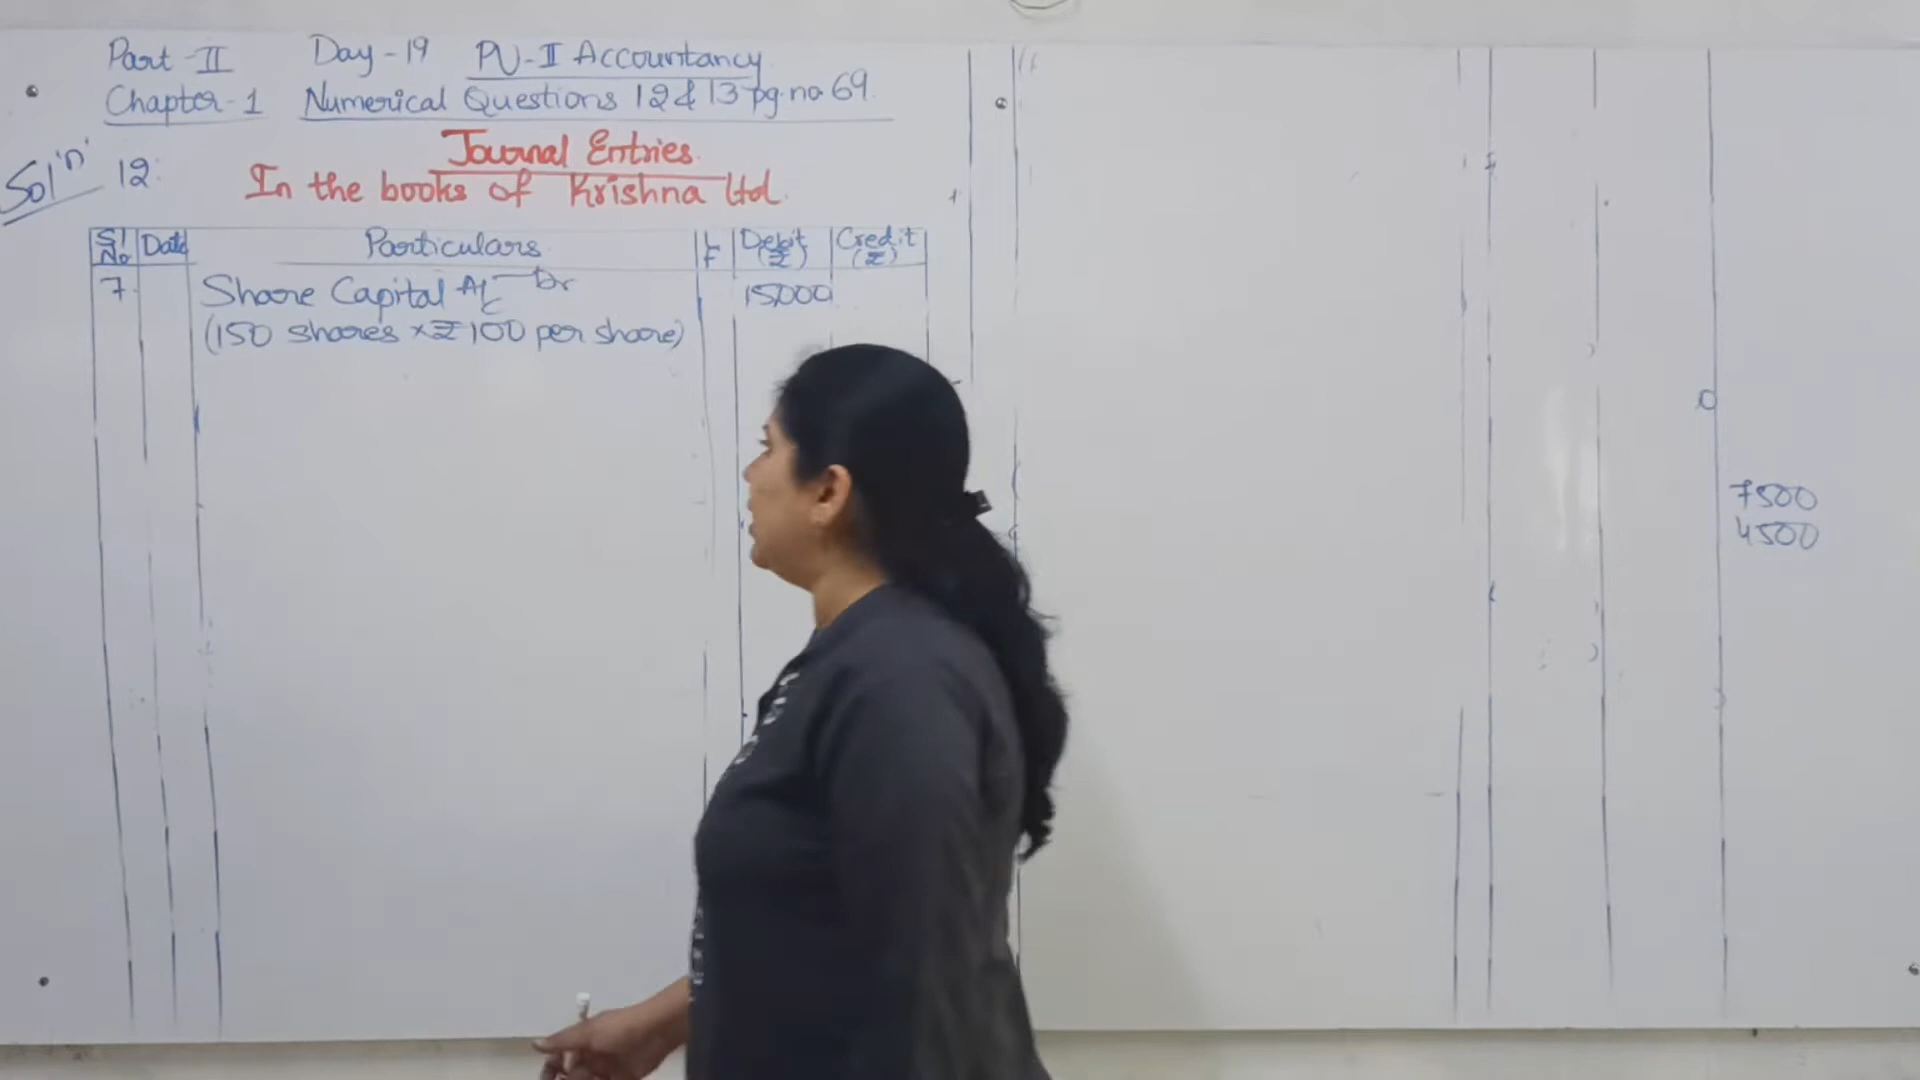 Part-II Day-19 PU-II Accountancy
Chapter-1 Numerical Questions 12 & 13 pg.no 69.
Sol'n' 12: Journal Entries.
In the books of Krishna Ltd.
Sl No Date Particulars L F Debit (₹) Credit (₹)
7. Share Capital A/c Dr 15,000
(150 shares × ₹ 100 per share)
7500
4500